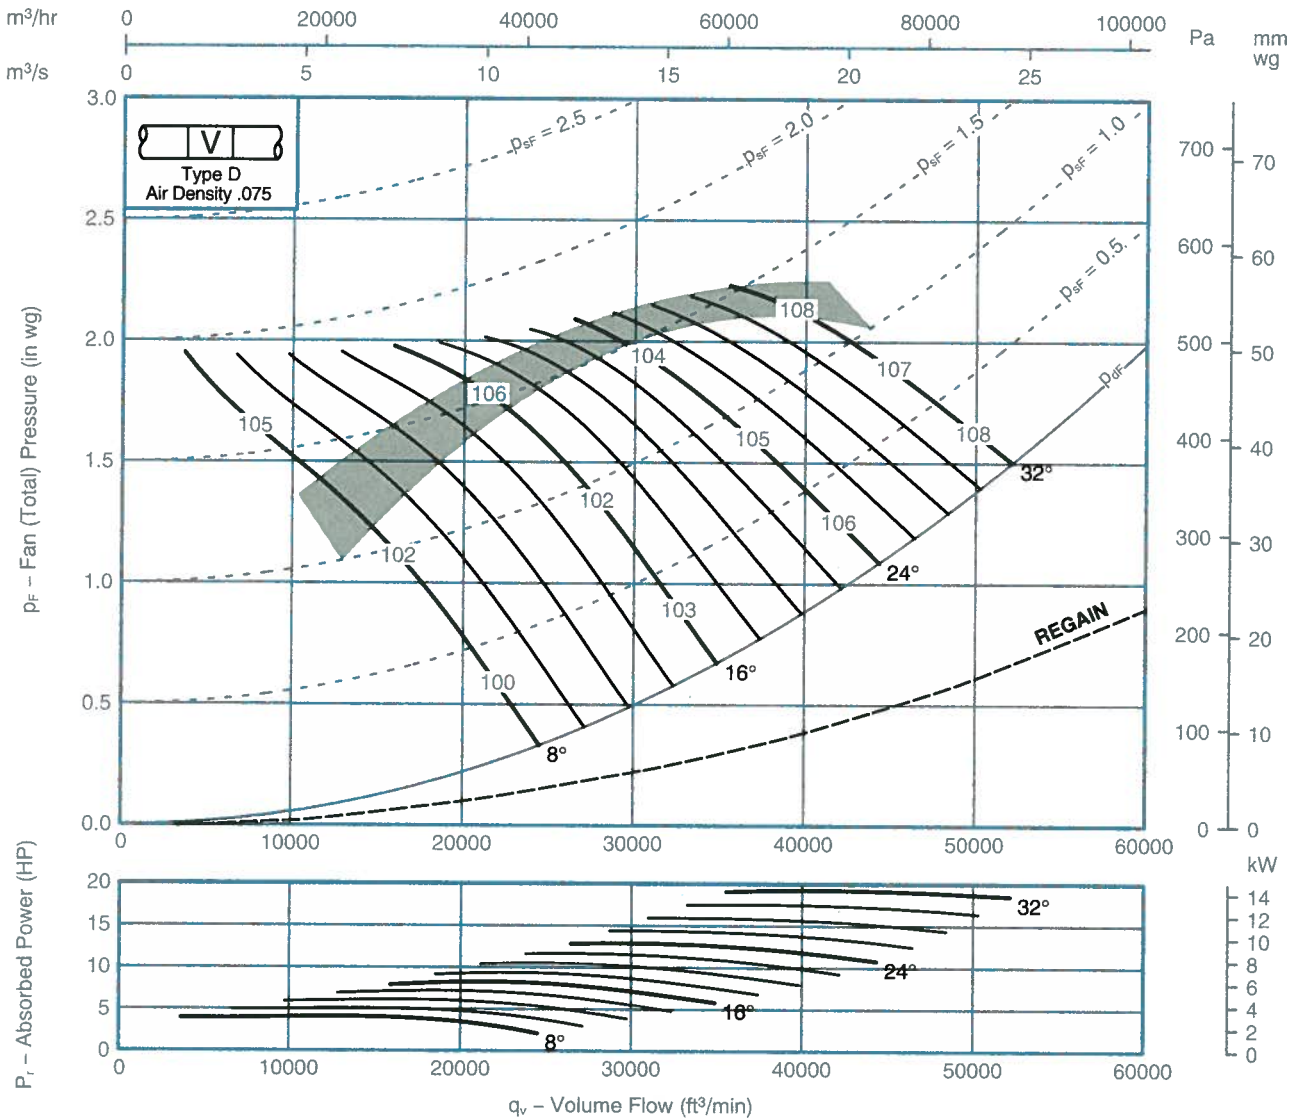 m³/hr 0 20000 40000 60000 80000 100000
Pa mm wg
m³/s 0 5 10 15 20 25
pF – Fan (Total) Pressure (in wg)
3.0
2.5
2.0
1.5
1.0
0.5
0.0
V
Type D
Air Density .075
psF = 2.5
psF = 2.0
psF = 1.5
psF = 1.0
psF = 0.5.
pdF
700
600
500
400
300
200
100
0
70
60
50
40
30
20
10
0
108
104
107
106
105
105
108
32°
102
106
102
24°
103
REGAIN
16°
100
8°
0 10000 20000 30000 40000 50000 60000
Pr – Absorbed Power (HP)
20
15
10
5
0
kW
14
12
10
8
6
4
2
0
32°
24°
16°
8°
0 10000 20000 30000 40000 50000 60000
qv – Volume Flow (ft³/min)